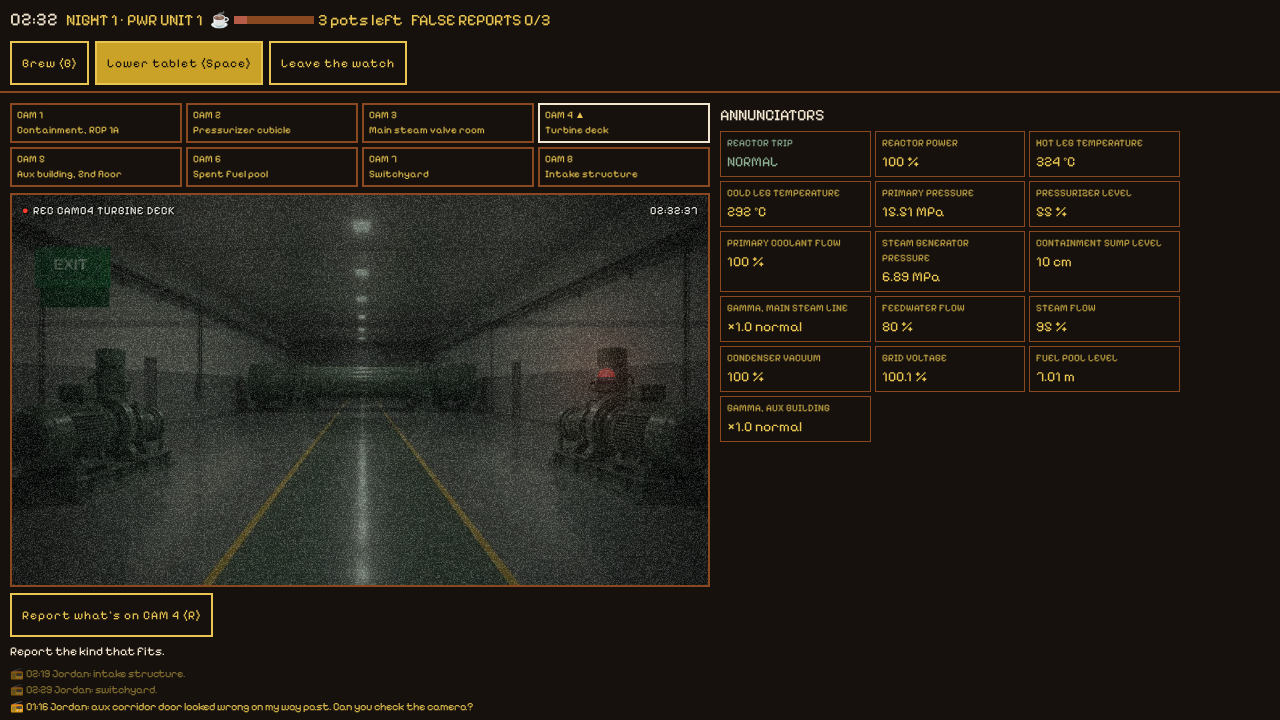 02:32 NIGHT 1 · PWR UNIT 1 ☕ 3 pots left FALSE REPORTS 0/3
Brew (B) Lower tablet (Space) Leave the watch
CAM 1
Containment, RCP 1A
CAM 2
Pressurizer cubicle
CAM 3
Main steam valve room
CAM 4 ▲
Turbine deck
CAM 5
Aux building, 2nd floor
CAM 6
Spent fuel pool
CAM 7
Switchyard
CAM 8
Intake structure
● REC CAM04 TURBINE DECK 02:32:37
EXIT
Report what's on CAM 4 (R)
Report the kind that fits.
📻 02:19 Jordan: intake structure.
📻 02:29 Jordan: switchyard.
📻 01:16 Jordan: aux corridor door looked wrong on my way past. Can you check the camera?
ANNUNCIATORS
REACTOR TRIP
NORMAL
REACTOR POWER
100 %
HOT LEG TEMPERATURE
324 °C
COLD LEG TEMPERATURE
292 °C
PRIMARY PRESSURE
15.51 MPa
PRESSURIZER LEVEL
55 %
PRIMARY COOLANT FLOW
100 %
STEAM GENERATOR
PRESSURE
6.89 MPa
CONTAINMENT SUMP LEVEL
10 cm
GAMMA, MAIN STEAM LINE
×1.0 normal
FEEDWATER FLOW
80 %
STEAM FLOW
95 %
CONDENSER VACUUM
100 %
GRID VOLTAGE
100.1 %
FUEL POOL LEVEL
7.01 m
GAMMA, AUX BUILDING
×1.0 normal